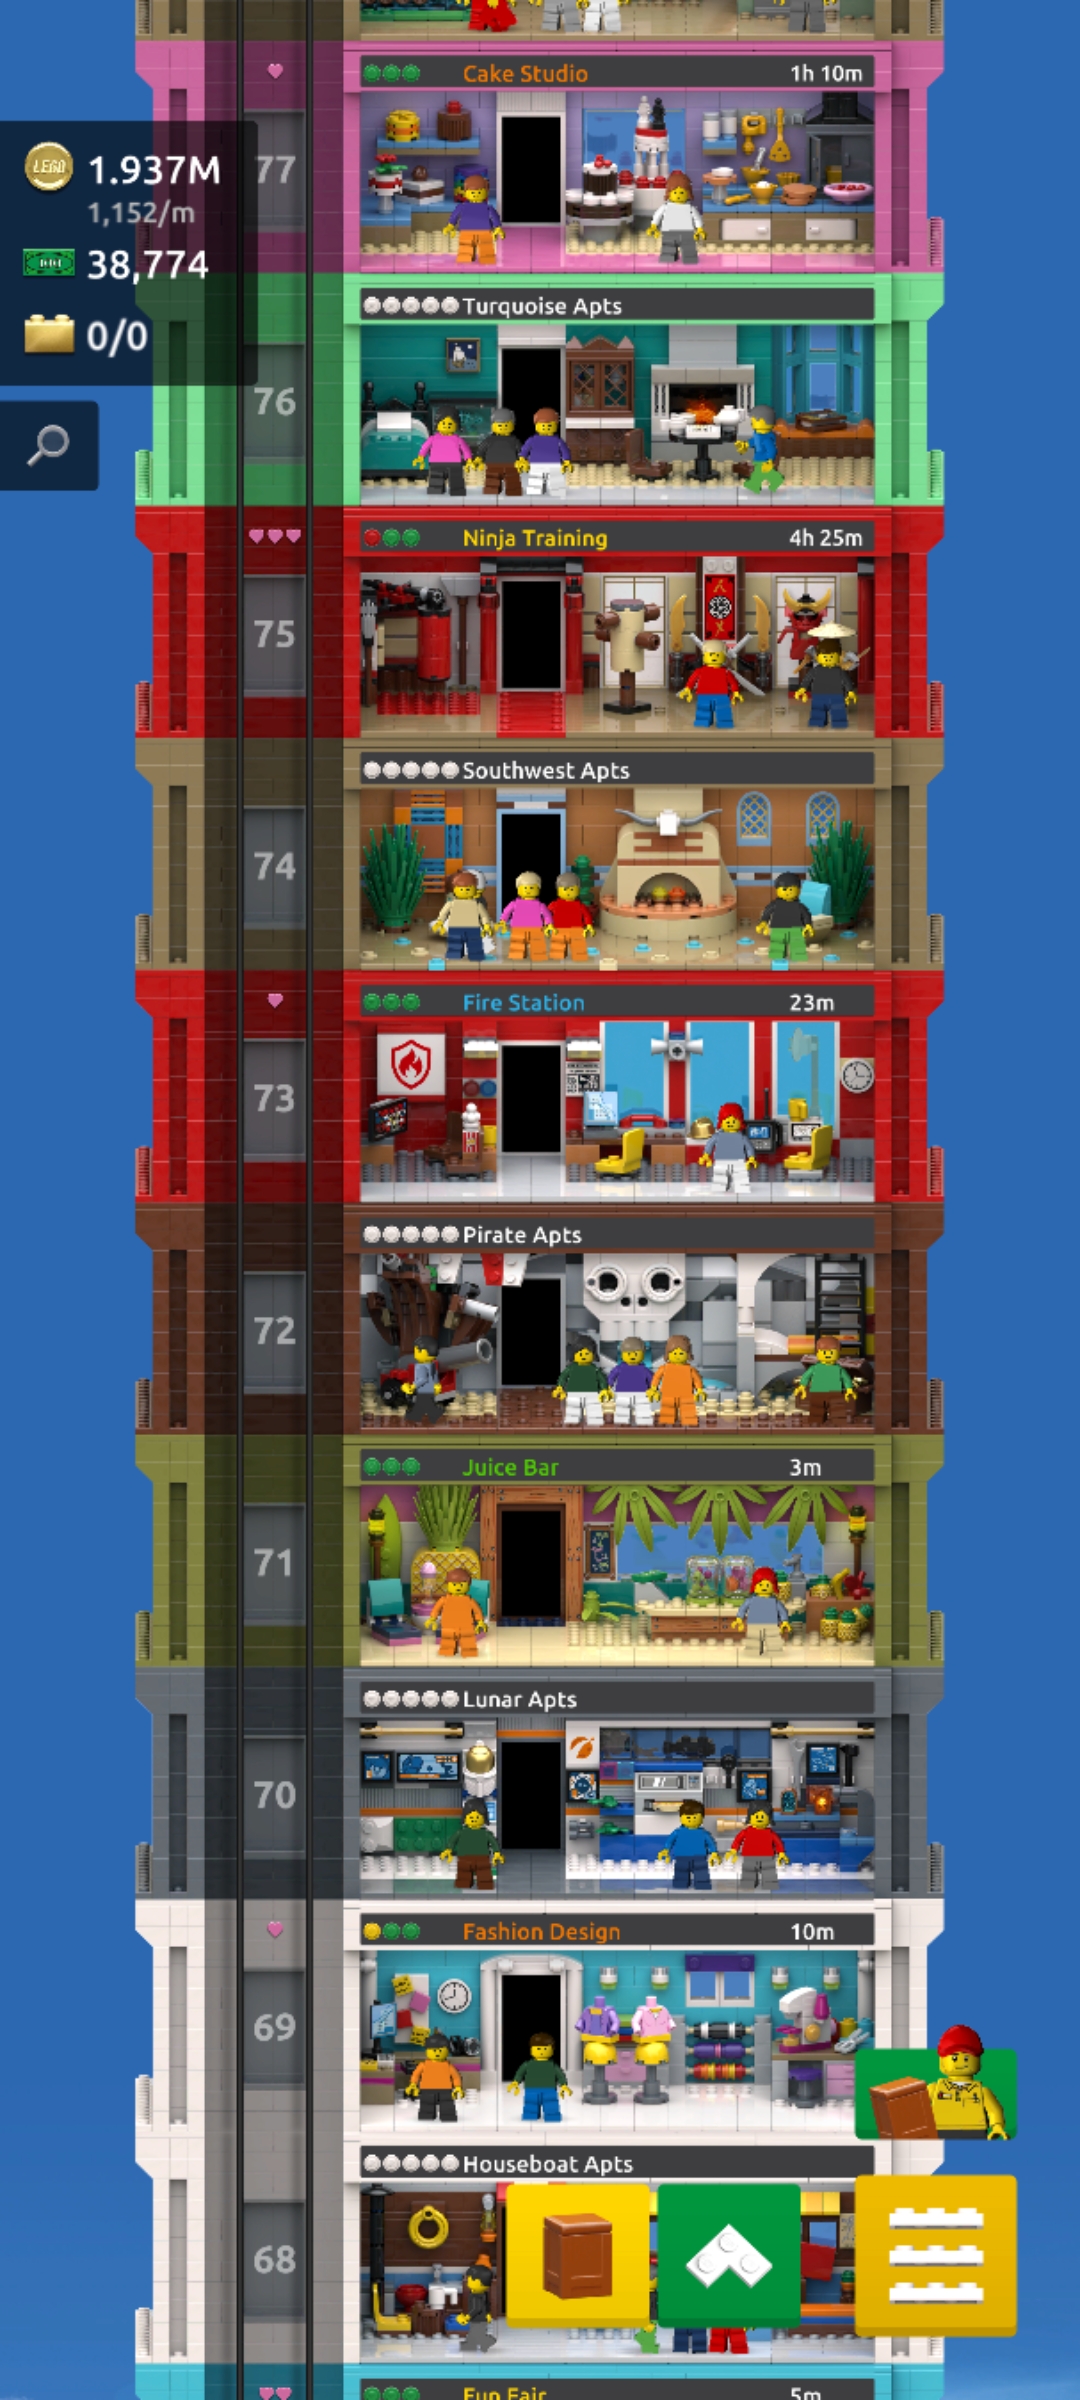 Cake Studio 1h 10m
77
LEGO 1.937M
1,152/m
38,774
0/0
Turquoise Apts
76
Ninja Training 4h 25m
75
Southwest Apts
74
Fire Station 23m
73
Pirate Apts
72
Juice Bar 3m
71
Lunar Apts
70
Fashion Design 10m
69
Houseboat Apts
68
Fun Fair 5m